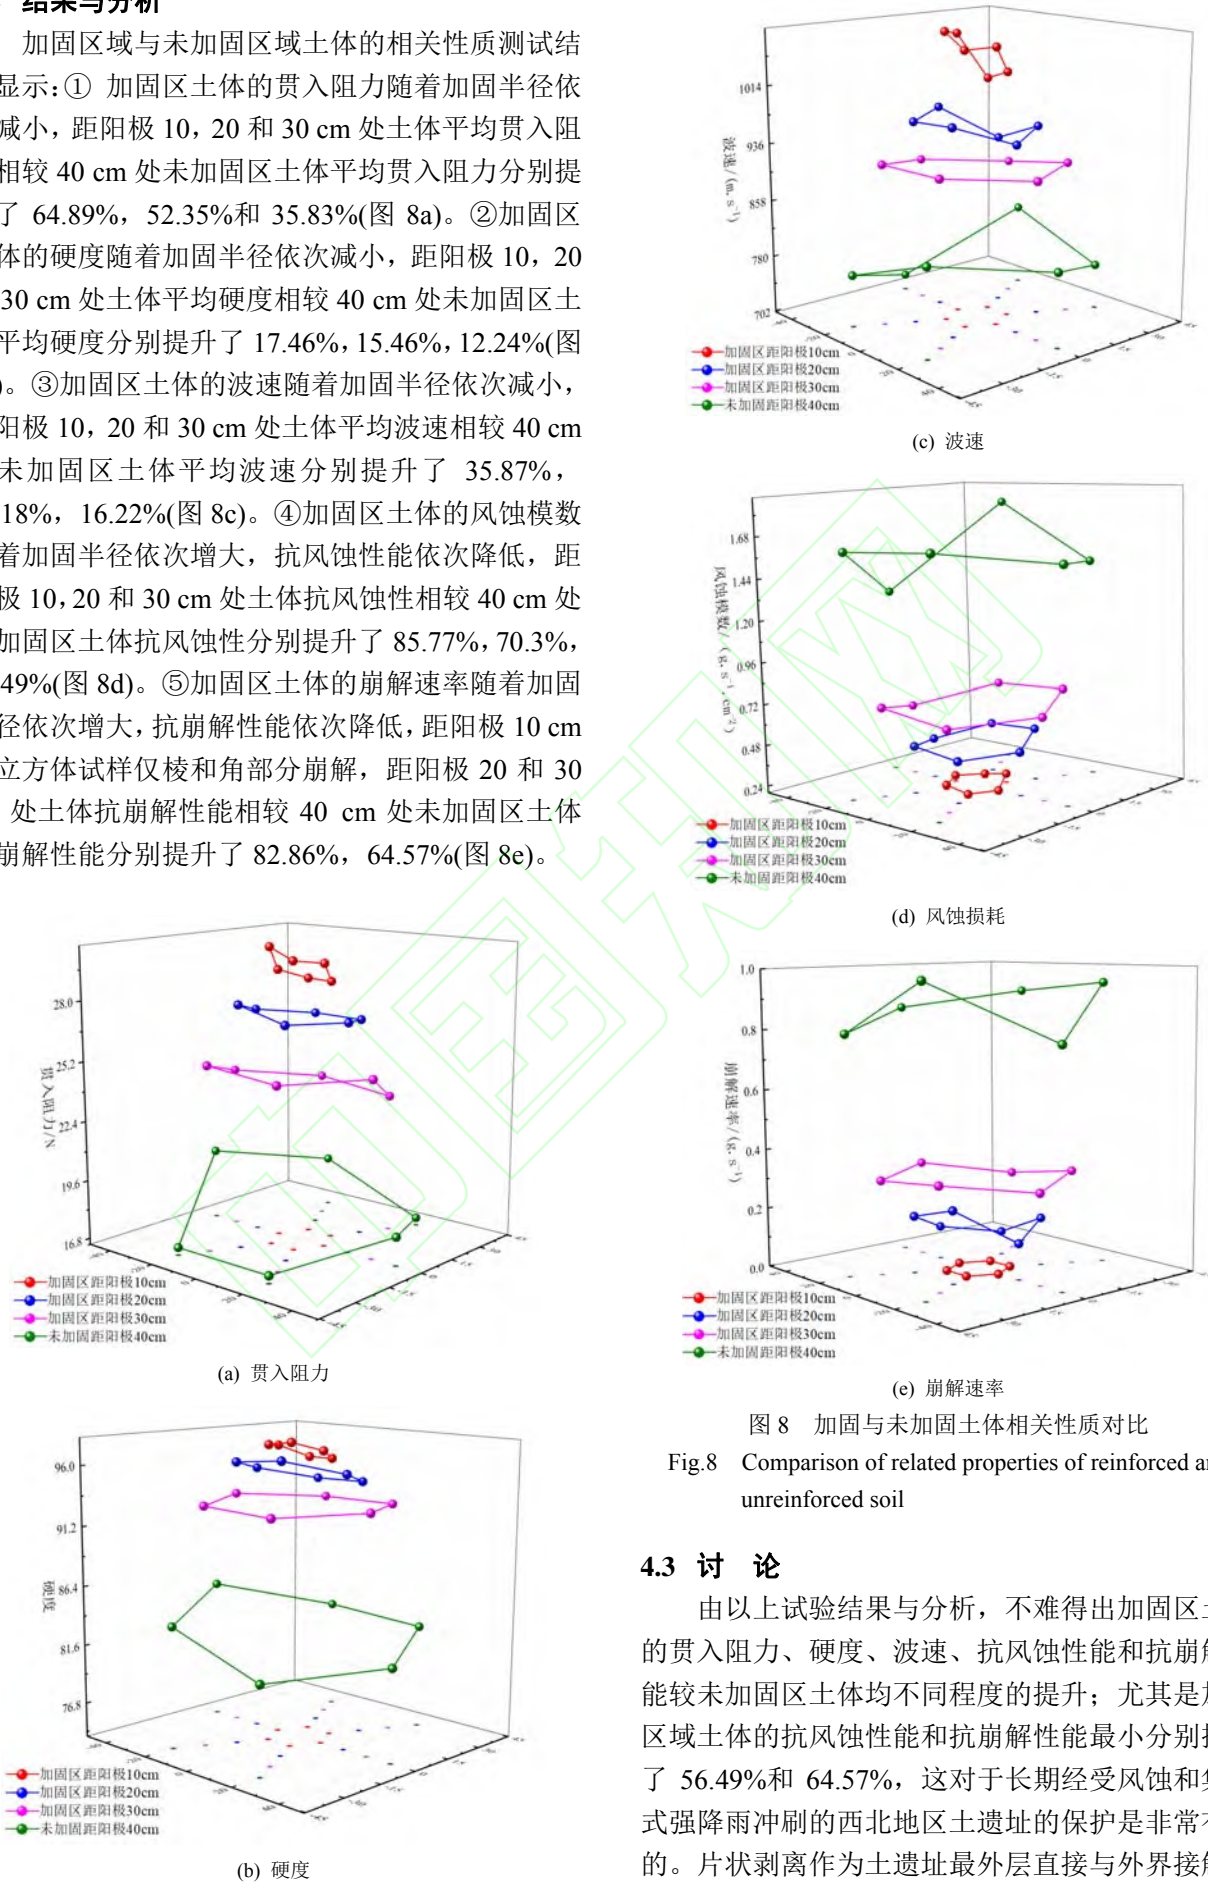 结果与分析
加固区域与未加固区域土体的相关性质测试结
显示:① 加固区土体的贯入阻力随着加固半径依
减小，距阳极 10，20 和 30 cm 处土体平均贯入阻
相较 40 cm 处未加固区土体平均贯入阻力分别提
了 64.89%，52.35%和 35.83%(图 8a)。②加固区
体的硬度随着加固半径依次减小，距阳极 10，20
30 cm 处土体平均硬度相较 40 cm 处未加固区土
平均硬度分别提升了 17.46%，15.46%，12.24%(图
)。③加固区土体的波速随着加固半径依次减小，
阳极 10，20 和 30 cm 处土体平均波速相较 40 cm
未加固区土体平均波速分别提升了 35.87%，
18%，16.22%(图 8c)。④加固区土体的风蚀模数
着加固半径依次增大，抗风蚀性能依次降低，距
极 10，20 和 30 cm 处土体抗风蚀性相较 40 cm 处
加固区土体抗风蚀性分别提升了 85.77%，70.3%，
49%(图 8d)。⑤加固区土体的崩解速率随着加固
径依次增大，抗崩解性能依次降低，距阳极 10 cm
立方体试样仅棱和角部分崩解，距阳极 20 和 30
处土体抗崩解性能相较 40 cm 处未加固区土体
崩解性能分别提升了 82.86%，64.57%(图 8e)。
28.0
25.2
22.4
19.6
16.8
贯入阻力/N
加固区距阳极10cm
加固区距阳极20cm
加固区距阳极30cm
未加固距阳极40cm
(a) 贯入阻力
96.0
91.2
86.4
81.6
76.8
硬度
加固区距阳极10cm
加固区距阳极20cm
加固区距阳极30cm
未加固距阳极40cm
(b) 硬度
1014
936
858
780
702
波速/(m.s⁻¹)
加固区距阳极10cm
加固区距阳极20cm
加固区距阳极30cm
未加固距阳极40cm
(c) 波速
1.68
1.44
1.20
0.96
0.72
0.48
0.24
风蚀模数/(g.s⁻¹.cm⁻²)
加固区距阳极10cm
加固区距阳极20cm
加固区距阳极30cm
未加固距阳极40cm
(d) 风蚀损耗
1.0
0.8
0.6
0.4
0.2
0.0
崩解速率/(g.s⁻¹)
加固区距阳极10cm
加固区距阳极20cm
加固区距阳极30cm
未加固距阳极40cm
(e) 崩解速率
图 8 加固与未加固土体相关性质对比
Fig.8 Comparison of related properties of reinforced a
unreinforced soil
4.3 讨 论
由以上试验结果与分析，不难得出加固区土
的贯入阻力、硬度、波速、抗风蚀性能和抗崩解
能较未加固区土体均不同程度的提升；尤其是加
区域土体的抗风蚀性能和抗崩解性能最小分别提
了 56.49%和 64.57%，这对于长期经受风蚀和集
式强降雨冲刷的西北地区土遗址的保护是非常有
的。片状剥离作为土遗址最外层直接与外界接触